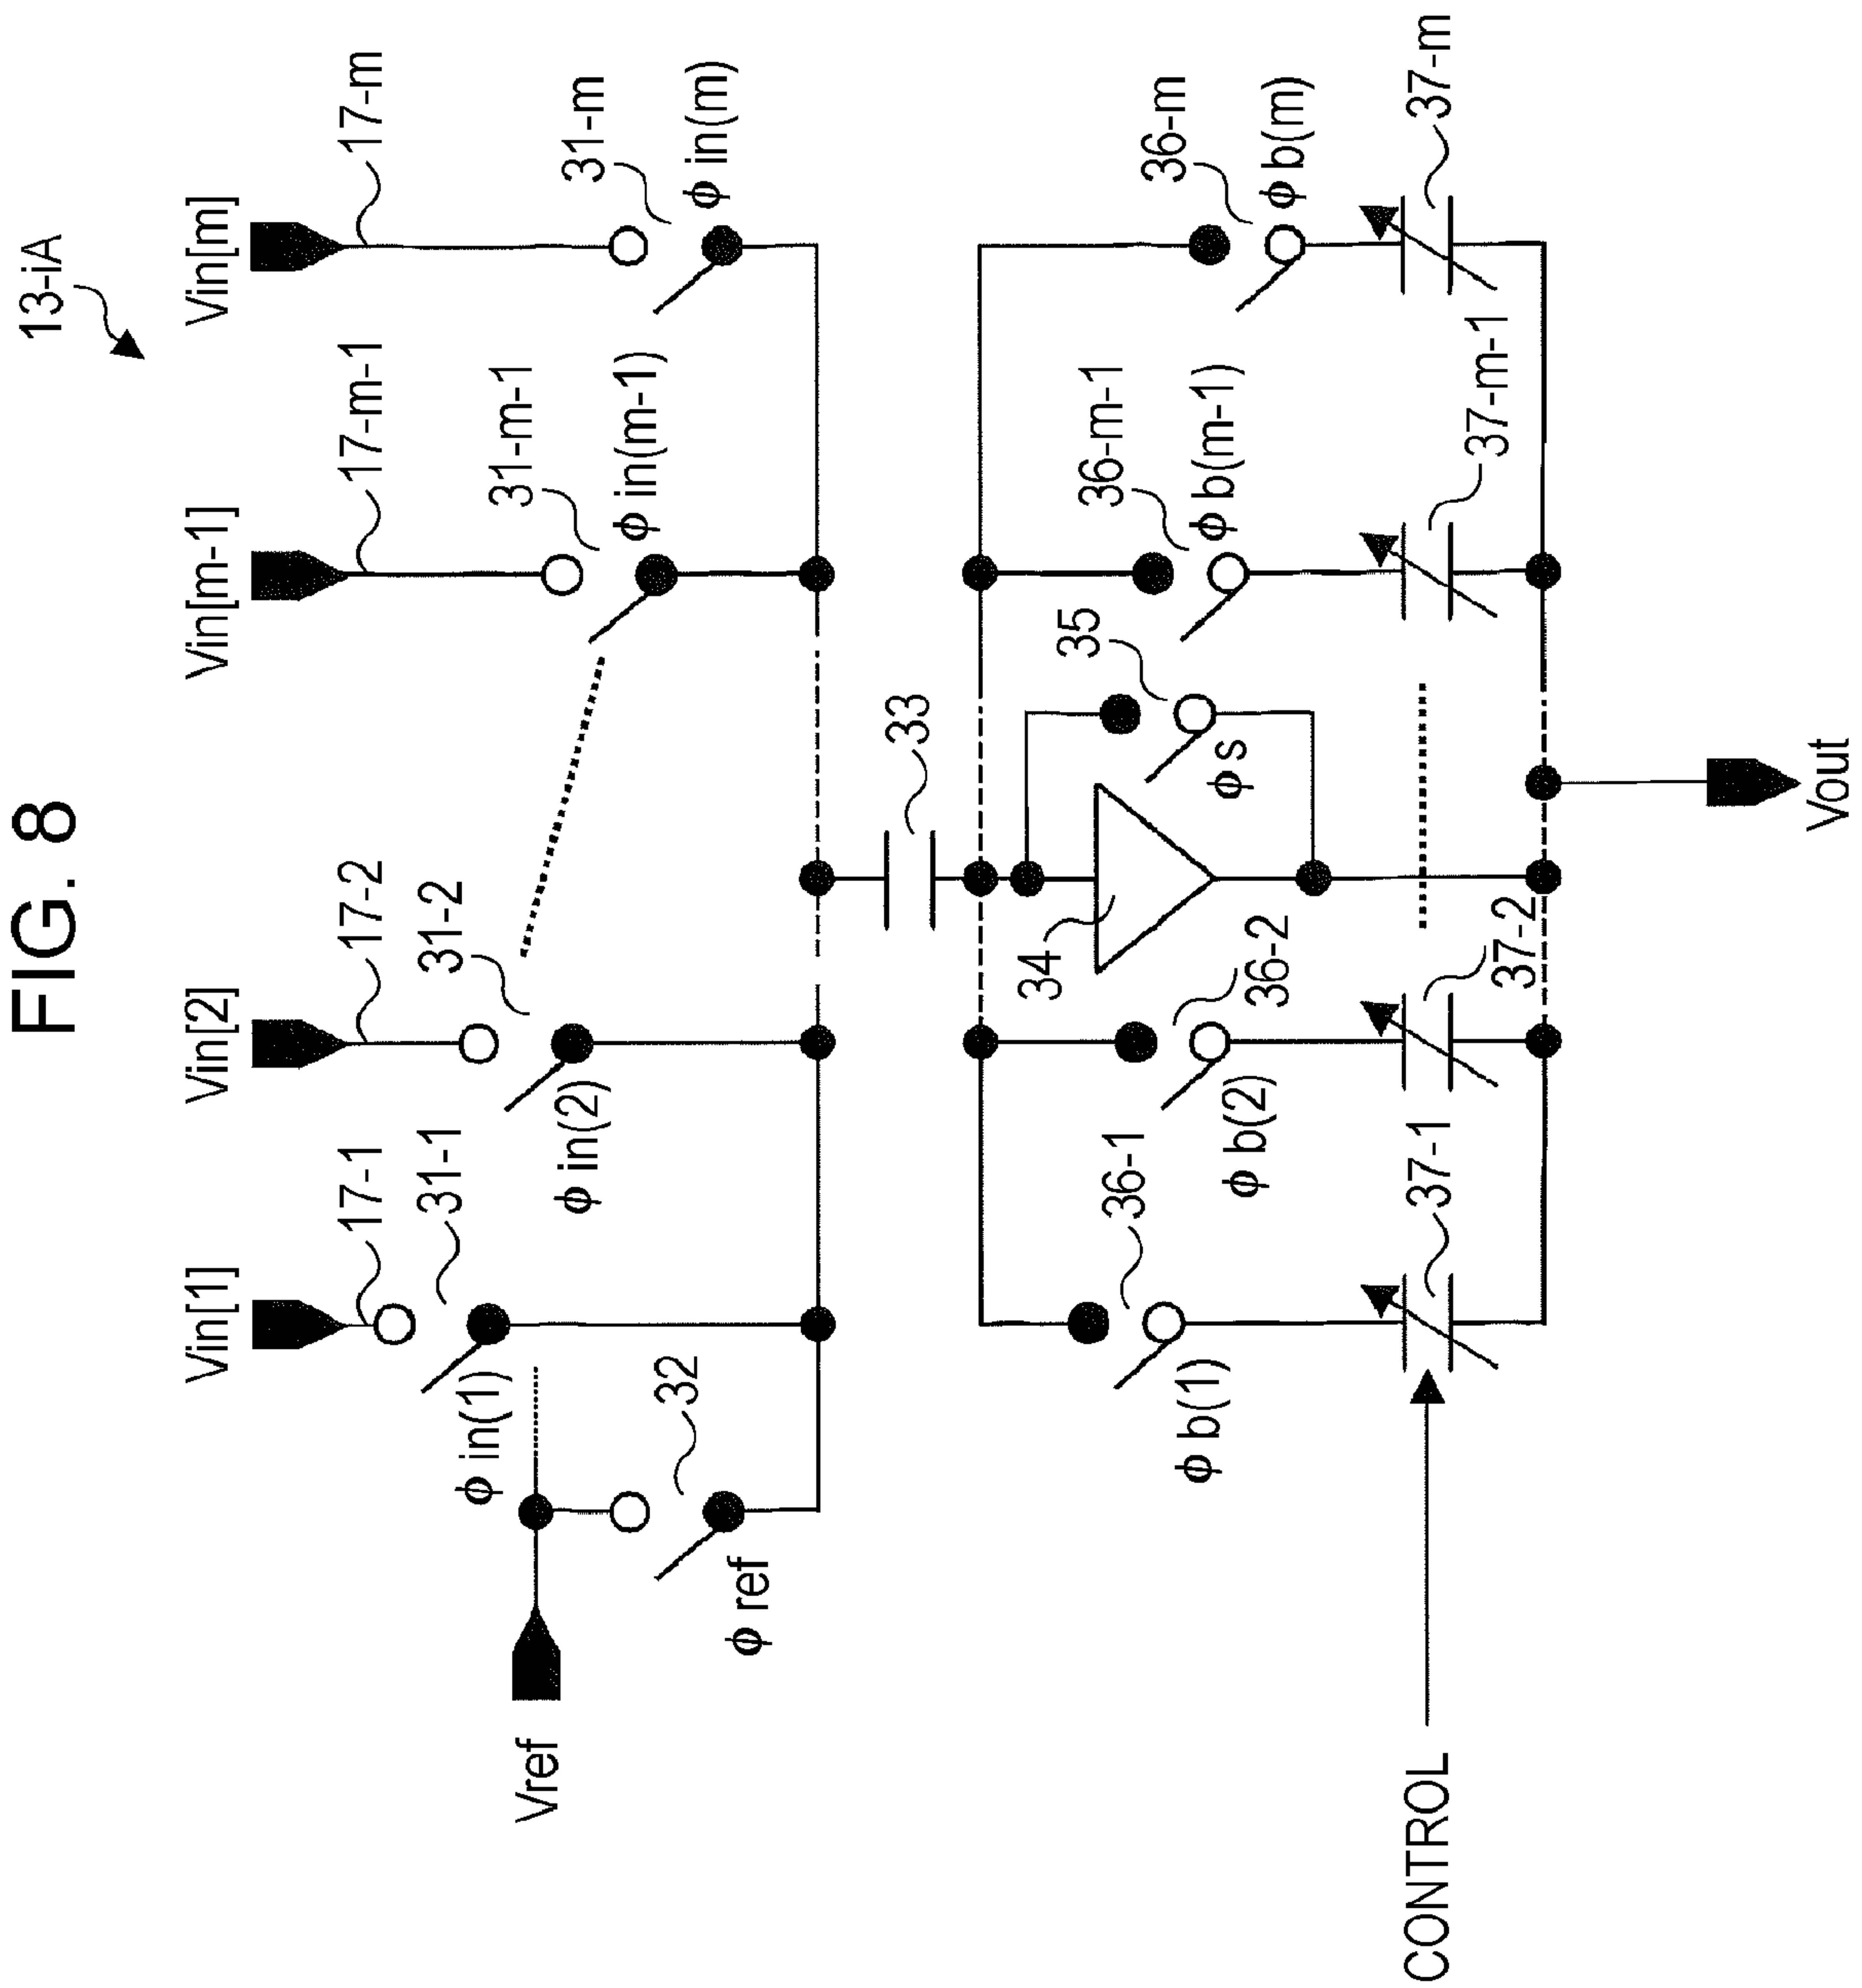 FIG. 8
13-iA
Vin[1]
Vin[2]
Vin[m-1]
Vin[m]
17-1
17-2
17-m-1
17-m
31-1
31-2
31-m-1
31-m
ϕ in(1)
ϕ in(2)
ϕ in(m-1)
ϕ in(m)
Vref
32
ϕ ref
33
34
35
ϕ s
36-1
36-2
36-m-1
36-m
ϕ b(1)
ϕ b(2)
ϕ b(m-1)
ϕ b(m)
37-1
37-2
37-m-1
37-m
CONTROL
Vout